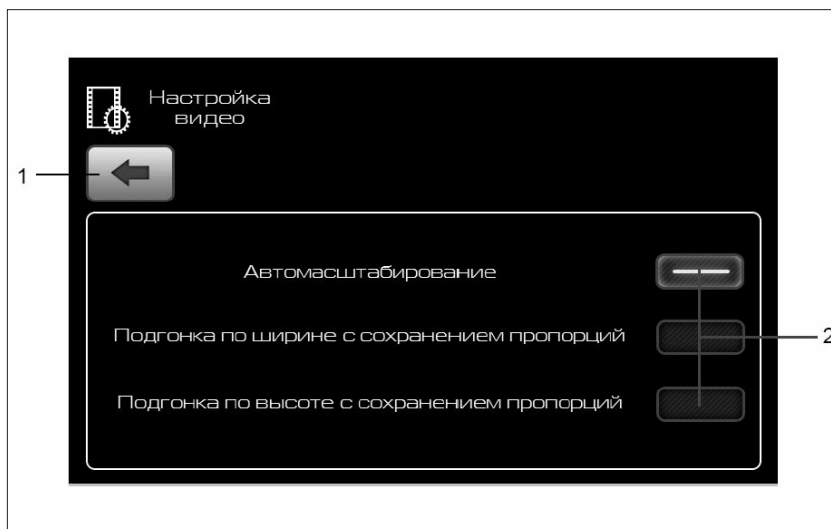 Настройка
видео
1
Автомасштабирование
Подгонка по ширине с сохранением пропорций
2
Подгонка по высоте с сохранением пропорций